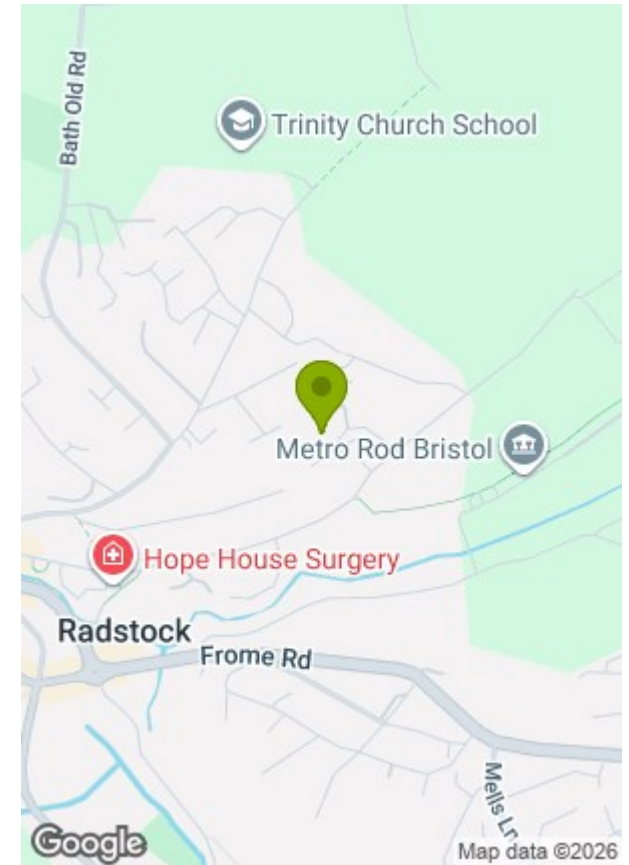 Bath Old Rd
Trinity Church School
Metro Rod Bristol
Hope House Surgery
Radstock
Frome Rd
Mells Ln
Google
Map data ©2026